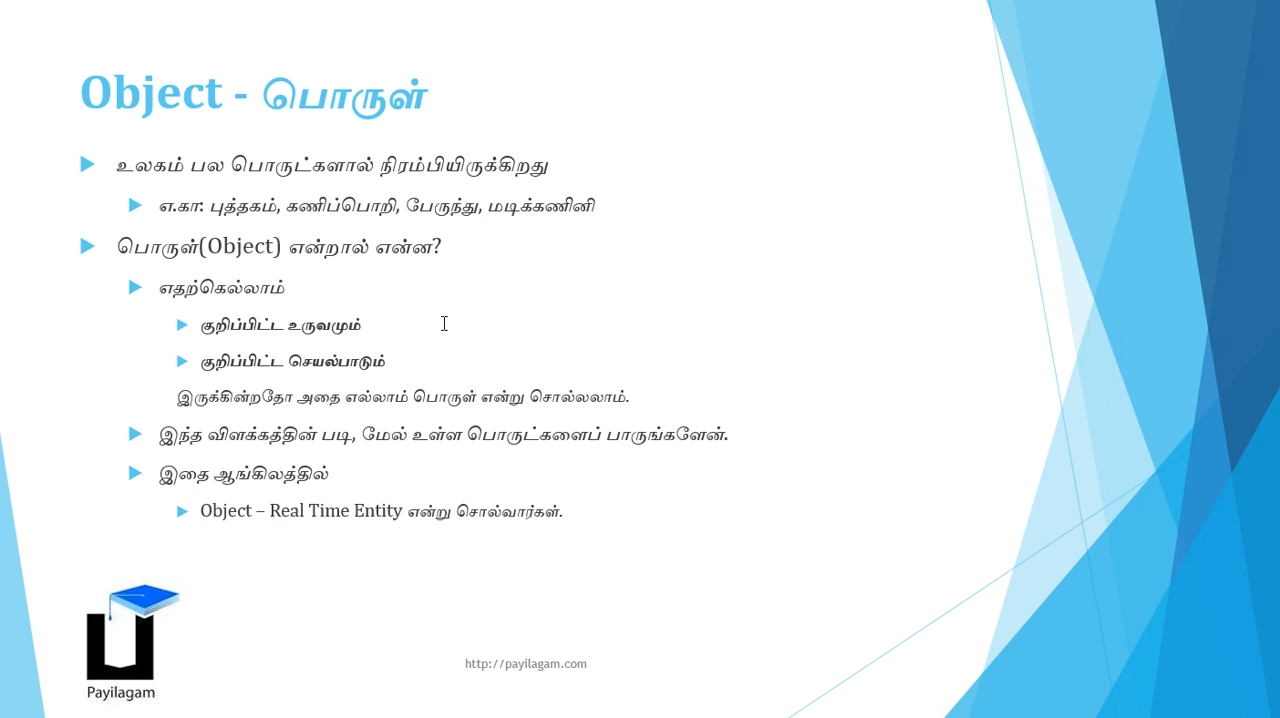 Object - பொருள்
உலகம் பல பொருட்களால் நிரம்பியிருக்கிறது
எ.கா: புத்தகம், கணிப்பொறி, பேருந்து, மடிக்கணினி
பொருள்(Object) என்றால் என்ன?
எதற்கெல்லாம்
குறிப்பிட்ட உருவமும்
குறிப்பிட்ட செயல்பாடும்
இருக்கின்றதோ அதை எல்லாம் பொருள் என்று சொல்லலாம்.
இந்த விளக்கத்தின் படி, மேல் உள்ள பொருட்களைப் பாருங்களேன்.
இதை ஆங்கிலத்தில்
Object – Real Time Entity என்று சொல்வார்கள்.
Payilagam
http://payilagam.com